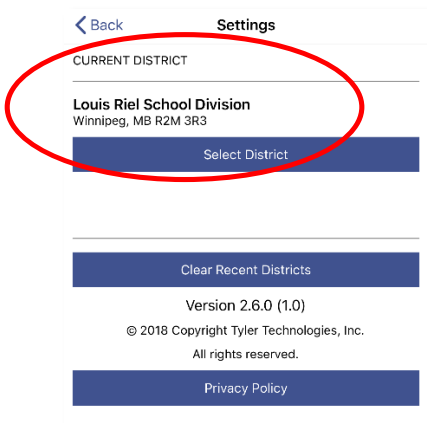 Back Settings
CURRENT DISTRICT
Louis Riel School Division
Winnipeg, MB R2M 3R3
Select District
Clear Recent Districts
Version 2.6.0 (1.0)
© 2018 Copyright Tyler Technologies, Inc.
All rights reserved.
Privacy Policy